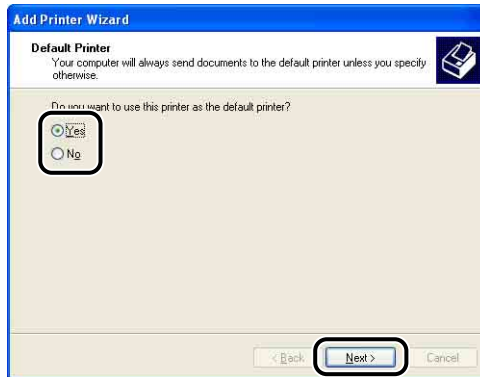 Add Printer Wizard
Default Printer
Your computer will always send documents to the default printer unless you specify
otherwise.
Do you want to use this printer as the default printer?
Yes
No
< Back
Next >
Cancel